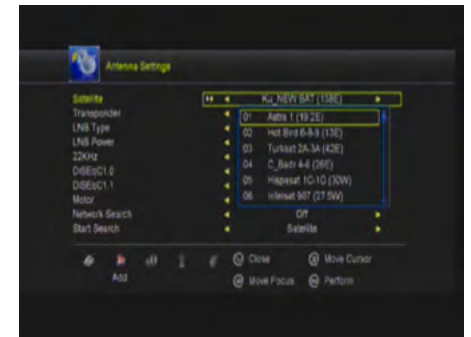 Antenna Settings
Satellite
Ku_NEW SAT (138E)
Transponder
LNB Type
LNB Power
22KHz
DiSEqC1.0
DiSEqC1.1
Motor
01 Astra 1 (19.2E)
02 Hot Bird 6-8-9 (13E)
03 Turksat 2A-3A (42E)
04 C_Badr 4-6 (26E)
05 Hispasat 1C-1D (30W)
06 Intelsat 907 (27.5W)
Network Search Off
Start Search Satellite
Add
Close Move Cursor
Move Focus Perform